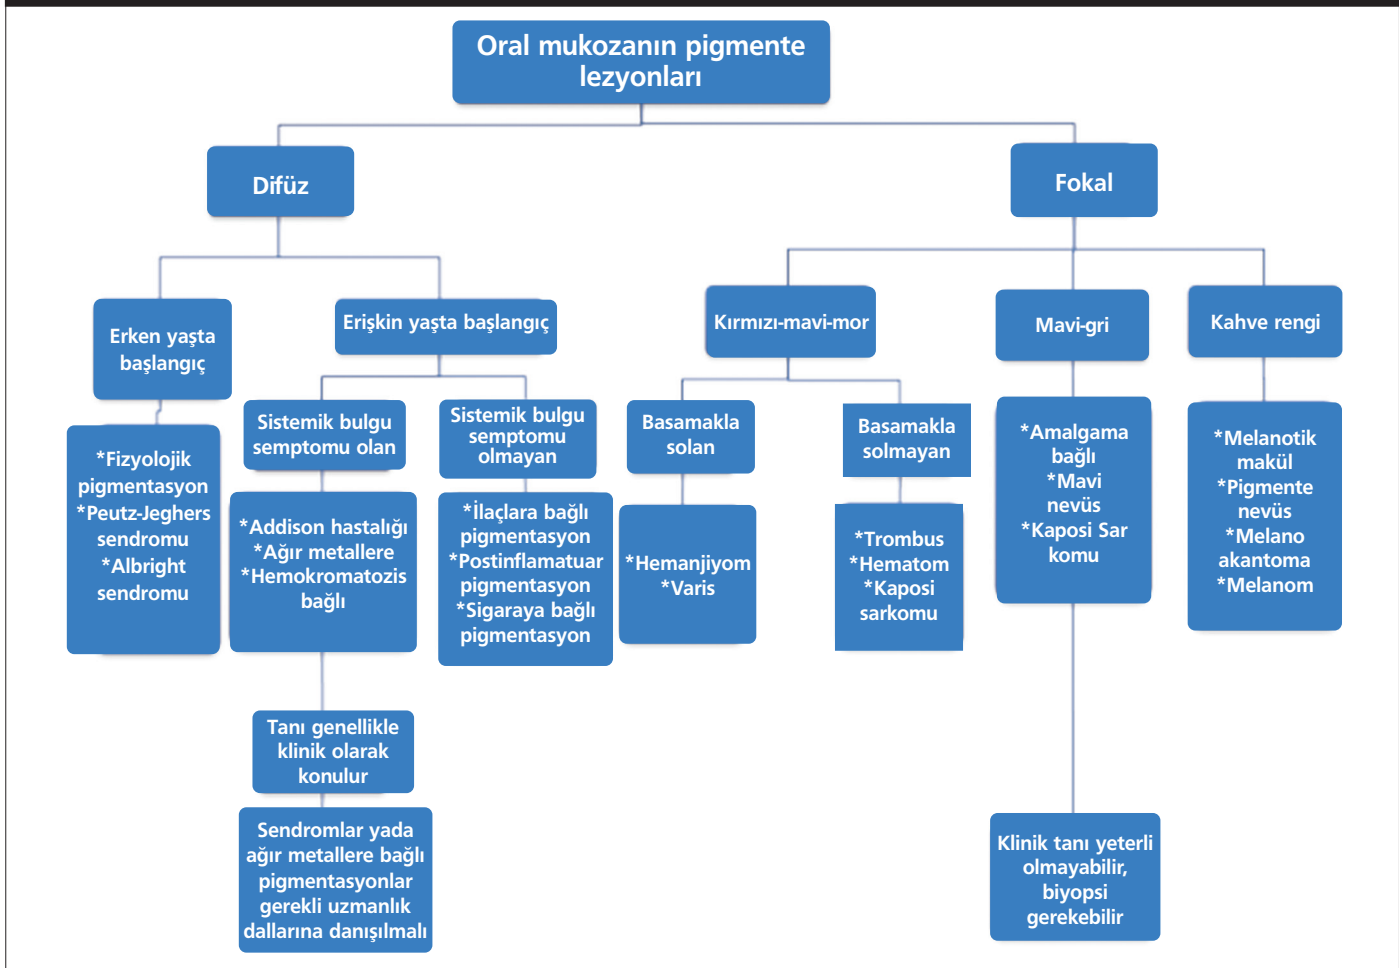 Oral mukozanın pigmente
lezyonları
Difüz
Fokal
Erken yaşta
başlangıç
Erişkin yaşta başlangıç
Kırmızı-mavi-mor
Mavi-gri
Kahve rengi
*Fizyolojik
pigmentasyon
*Peutz-Jeghers
sendromu
*Albright
sendromu
Sistemik bulgu
semptomu olan
Sistemik bulgu
semptomu
olmayan
Basamakla
solan
Basamakla
solmayan
*Addison hastalığı
*Ağır metallere
*Hemokromatozis
bağlı
*İlaçlara bağlı
pigmentasyon
*Postinflamatuar
pigmentasyon
*Sigaraya bağlı
pigmentasyon
*Hemanjiyom
*Varis
*Trombus
*Hematom
*Kaposi
sarkomu
*Amalgama
bağlı
*Mavi
nevüs
*Kaposi Sar
komu
*Melanotik
makül
*Pigmente
nevüs
*Melano
akantoma
*Melanom
Tanı genellikle
klinik olarak
konulur
Sendromlar yada
ağır metallere bağlı
pigmentasyonlar
gerekli uzmanlık
dallarına danışılmalı
Klinik tanı yeterli
olmayabilir,
biyopsi
gerekebilir